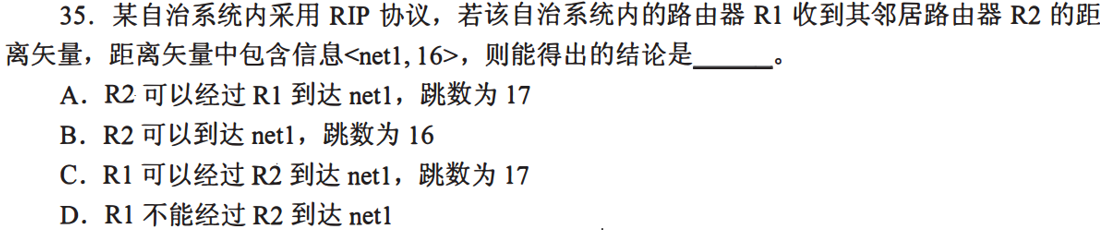 35. 某自治系统内采用 RIP 协议，若该自治系统内的路由器 R1 收到其邻居路由器 R2 的距
离矢量，距离矢量中包含信息<net1, 16>，则能得出的结论是______。
A. R2 可以经过 R1 到达 net1，跳数为 17
B. R2 可以到达 net1，跳数为 16
C. R1 可以经过 R2 到达 net1，跳数为 17
D. R1 不能经过 R2 到达 net1